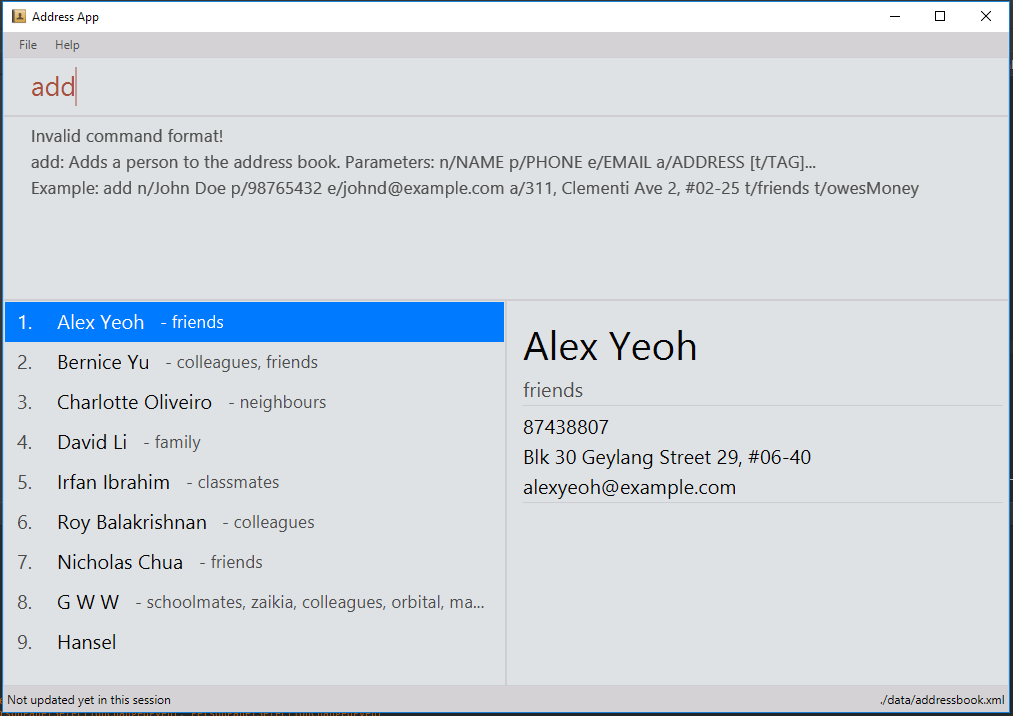 Address App
File Help
add
Invalid command format!
add: Adds a person to the address book. Parameters: n/NAME p/PHONE e/EMAIL a/ADDRESS [t/TAG]...
Example: add n/John Doe p/98765432 e/johnd@example.com a/311, Clementi Ave 2, #02-25 t/friends t/owesMoney
1. Alex Yeoh - friends
2. Bernice Yu - colleagues, friends
3. Charlotte Oliveiro - neighbours
4. David Li - family
5. Irfan Ibrahim - classmates
6. Roy Balakrishnan - colleagues
7. Nicholas Chua - friends
8. G W W - schoolmates, zaikia, colleagues, orbital, ma...
9. Hansel
Alex Yeoh
friends
87438807
Blk 30 Geylang Street 29, #06-40
alexyeoh@example.com
Not updated yet in this session ./data/addressbook.xml